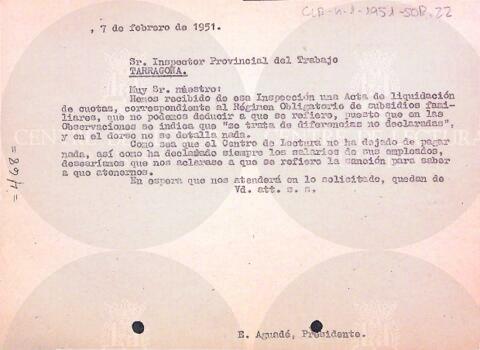 CLR-4-1-1951-SOR.22
, 7 de febrero de 1951.
Sr. Inspector Provincial del Trabajo
TARRAGONA.
Muy Sr. nuestro:
Hemos recibido de esa Inspección una Acta de liquidación
de cuotas, correspondiente al Régimen Obligatorio de subsidios fami-
liares, que no podemos deducir a que se refiere, puesto que en las
Observaciones se indica que "se trata de diferencias no declaradas",
y en el dorso no se detalla nada.
Como sea que el Centro de Lectura no ha dejado de pagar
nada, así como ha declarado siempre los salarios de sus empleados,
desearíamos que nos aclarase a que se refiere la sanción para saber
a que atenernos.
En espera que nos atenderá en lo solicitado, quedan de
Vd. att. s. s.
=4698=
E. Aguadé, Presidente.